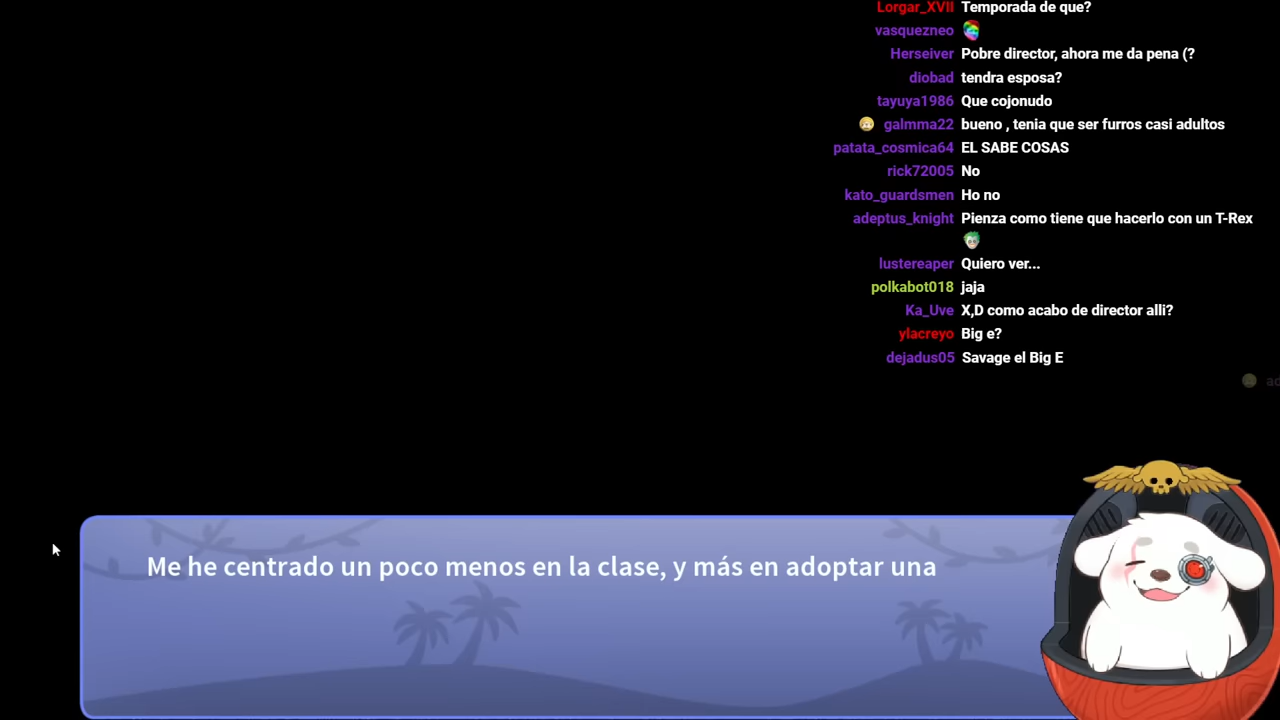 Lorgar_XVII Temporada de que?
vasquezneo
Herseiver Pobre director, ahora me da pena (?
diobad tendra esposa?
tayuya1986 Que cojonudo
galmma22 bueno , tenia que ser furros casi adultos
patata_cosmica64 EL SABE COSAS
rick72005 No
kato_guardsmen Ho no
adeptus_knight Pienza como tiene que hacerlo con un T-Rex
lustereaper Quiero ver...
polkabot018 jaja
Ka_Uve X,D como acabo de director alli?
ylacreyo Big e?
dejadus05 Savage el Big E
Me he centrado un poco menos en la clase, y más en adoptar una